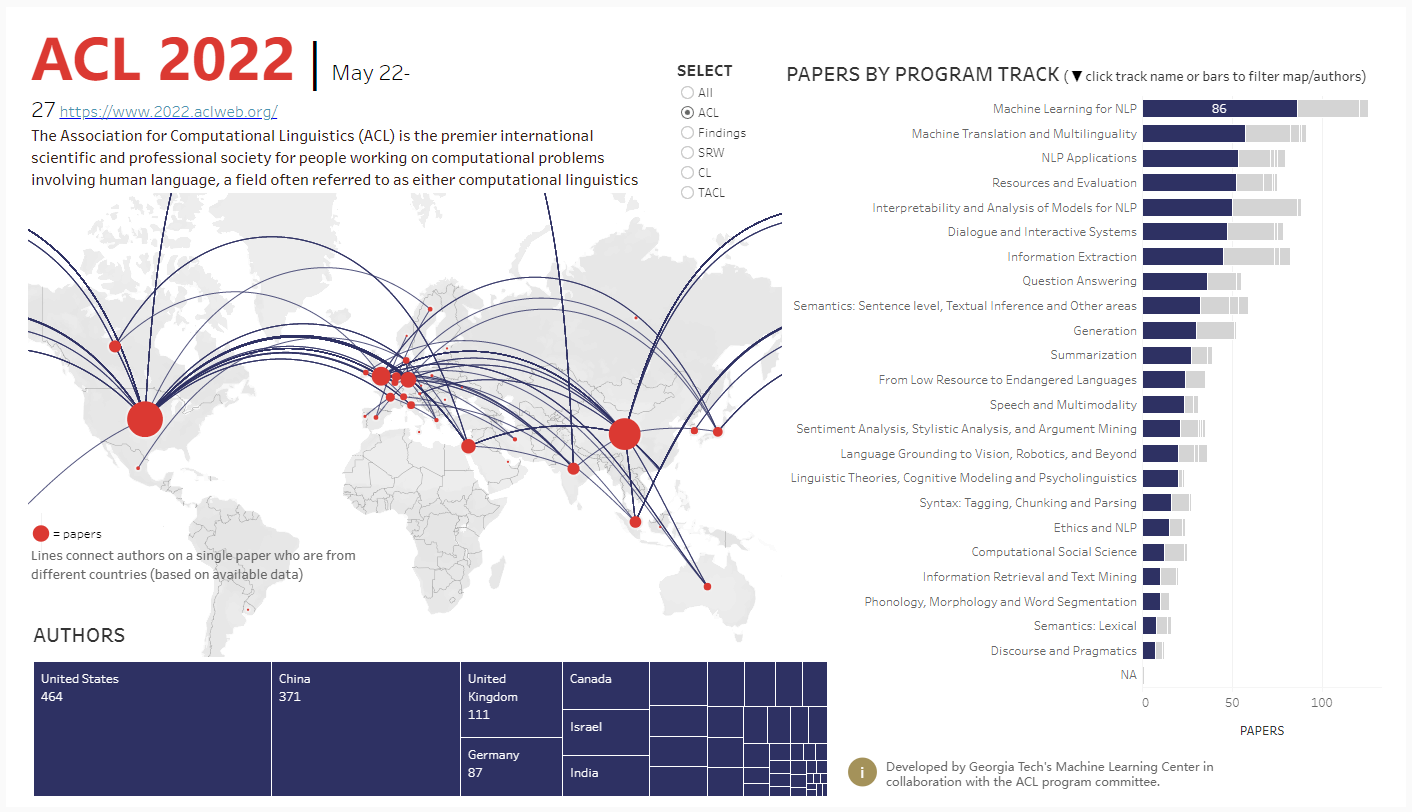 ACL 2022 | May 22-
27 https://www.2022.aclweb.org/
The Association for Computational Linguistics (ACL) is the premier international
scientific and professional society for people working on computational problems
involving human language, a field often referred to as either computational linguistics
SELECT
All
ACL
Findings
SRW
CL
TACL
= papers
Lines connect authors on a single paper who are from
different countries (based on available data)
AUTHORS
United States
464
China
371
United
Kingdom
111
Germany
87
Canada
Israel
India
PAPERS BY PROGRAM TRACK (▼ click track name or bars to filter map/authors)
Machine Learning for NLP
86
Machine Translation and Multilinguality
NLP Applications
Resources and Evaluation
Interpretability and Analysis of Models for NLP
Dialogue and Interactive Systems
Information Extraction
Question Answering
Semantics: Sentence level, Textual Inference and Other areas
Generation
Summarization
From Low Resource to Endangered Languages
Speech and Multimodality
Sentiment Analysis, Stylistic Analysis, and Argument Mining
Language Grounding to Vision, Robotics, and Beyond
Linguistic Theories, Cognitive Modeling and Psycholinguistics
Syntax: Tagging, Chunking and Parsing
Ethics and NLP
Computational Social Science
Information Retrieval and Text Mining
Phonology, Morphology and Word Segmentation
Semantics: Lexical
Discourse and Pragmatics
NA
0 50 100
PAPERS
i
Developed by Georgia Tech's Machine Learning Center in
collaboration with the ACL program committee.